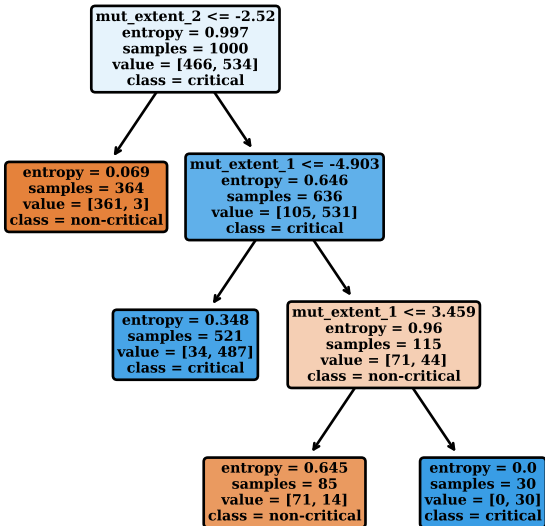 mut_extent_2 <= -2.52
entropy = 0.997
samples = 1000
value = [466, 534]
class = critical
entropy = 0.069
samples = 364
value = [361, 3]
class = non-critical
mut_extent_1 <= -4.903
entropy = 0.646
samples = 636
value = [105, 531]
class = critical
entropy = 0.348
samples = 521
value = [34, 487]
class = critical
mut_extent_1 <= 3.459
entropy = 0.96
samples = 115
value = [71, 44]
class = non-critical
entropy = 0.645
samples = 85
value = [71, 14]
class = non-critical
entropy = 0.0
samples = 30
value = [0, 30]
class = critical